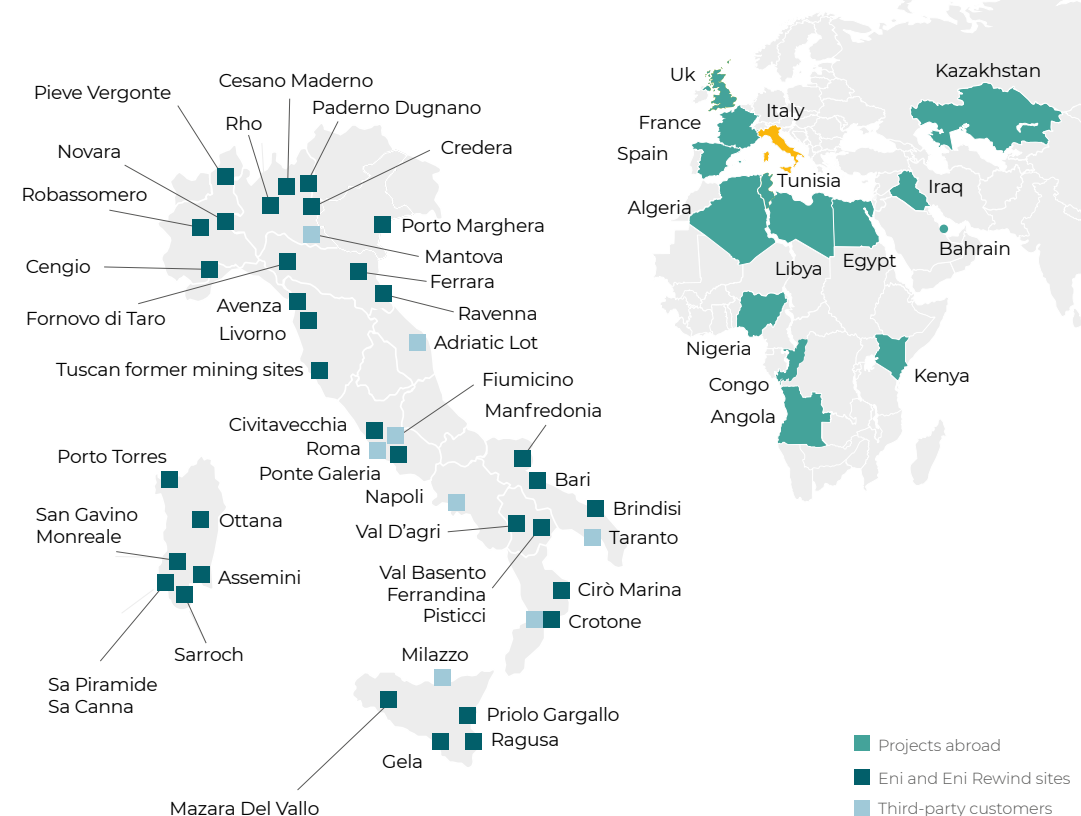 Cesano Maderno
Pieve Vergonte
Paderno Dugnano
Rho
Credera
Novara
Robassomero
Porto Marghera
Mantova
Cengio
Ferrara
Avenza
Ravenna
Fornovo di Taro
Livorno
Adriatic Lot
Tuscan former mining sites
Fiumicino
Manfredonia
Civitavecchia
Roma
Ponte Galeria
Porto Torres
Bari
Napoli
Brindisi
San Gavino
Monreale
Ottana
Val D’agri
Taranto
Val Basento
Ferrandina
Pisticci
Assemini
Cirò Marina
Crotone
Sarroch
Milazzo
Sa Piramide
Sa Canna
Priolo Gargallo
Ragusa
Gela
Mazara Del Vallo
Uk
Kazakhstan
Italy
France
Spain
Tunisia
Iraq
Algeria
Bahrain
Egypt
Libya
Nigeria
Kenya
Congo
Angola
Projects abroad
Eni and Eni Rewind sites
Third-party customers